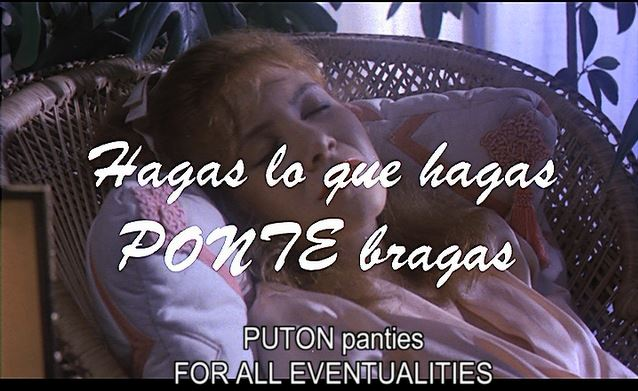 Hagas lo que hagas
PONTE bragas
PUTON panties
FOR ALL EVENTUALITIES